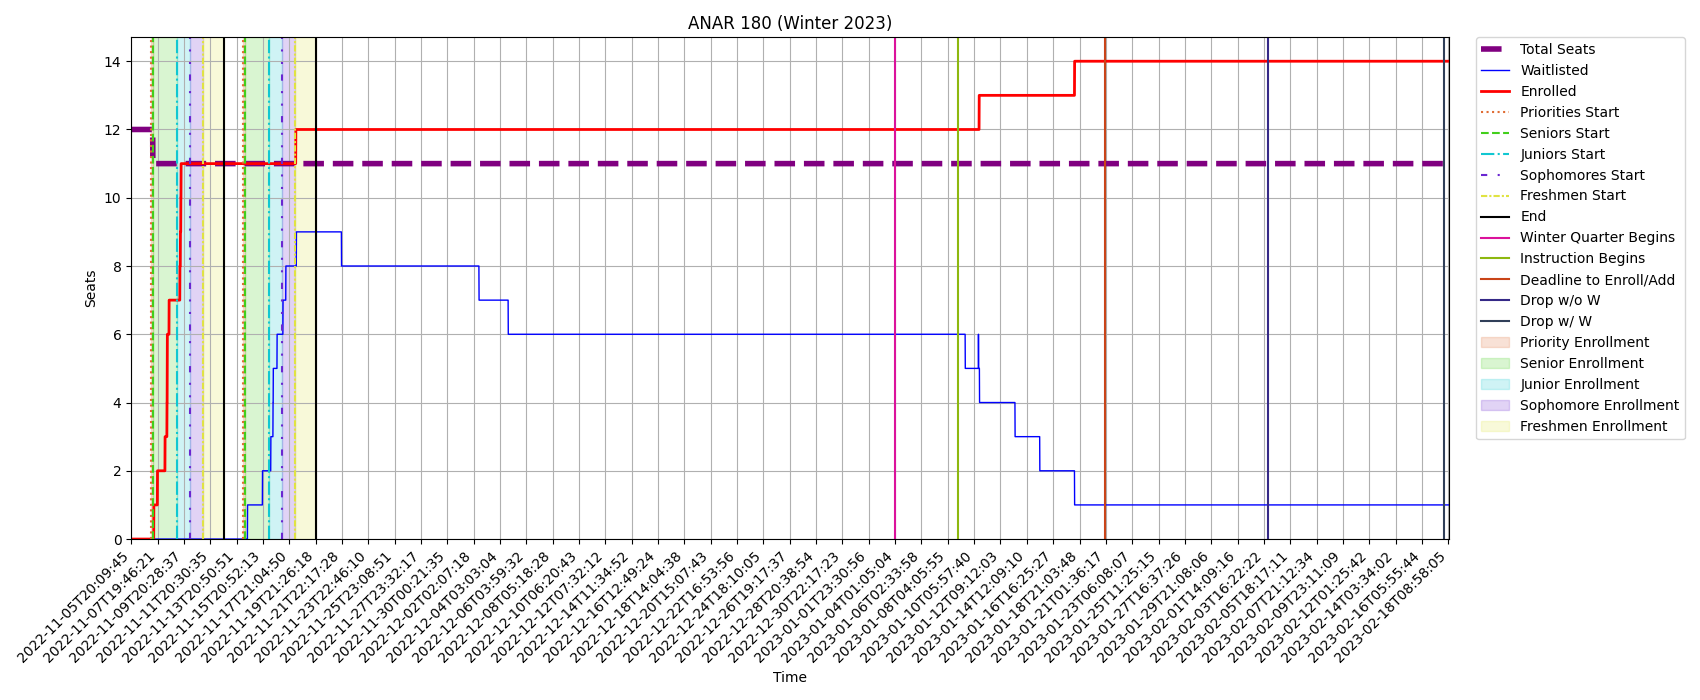 ANAR 180 (Winter 2023)
14
12
10
8
6
4
2
0
Seats
2022-11-05T20:09:45
2022-11-07T19:46:21
2022-11-09T20:28:37
2022-11-11T20:30:35
2022-11-13T20:50:51
2022-11-15T20:52:13
2022-11-17T21:04:50
2022-11-19T21:26:18
2022-11-21T22:17:28
2022-11-23T22:46:10
2022-11-25T23:08:51
2022-11-27T23:32:17
2022-11-30T00:21:35
2022-12-02T02:07:18
2022-12-04T03:03:04
2022-12-06T03:59:32
2022-12-08T05:18:28
2022-12-10T06:20:43
2022-12-12T07:32:12
2022-12-14T11:34:52
2022-12-16T12:49:24
2022-12-18T14:04:38
2022-12-20T15:07:43
2022-12-22T16:53:56
2022-12-24T18:10:05
2022-12-26T19:17:37
2022-12-28T20:38:54
2022-12-30T22:17:23
2023-01-01T23:30:56
2023-01-04T01:05:04
2023-01-06T02:33:58
2023-01-08T04:05:55
2023-01-10T05:57:40
2023-01-12T09:12:03
2023-01-14T12:09:10
2023-01-16T16:25:27
2023-01-18T21:03:48
2023-01-21T01:36:17
2023-01-23T06:08:07
2023-01-25T11:25:15
2023-01-27T16:37:26
2023-01-29T21:08:06
2023-02-01T14:09:16
2023-02-03T16:22:22
2023-02-05T18:17:11
2023-02-07T21:12:34
2023-02-09T23:11:09
2023-02-12T01:25:42
2023-02-14T03:34:02
2023-02-16T05:55:44
2023-02-18T08:58:05
Time
Total Seats
Waitlisted
Enrolled
Priorities Start
Seniors Start
Juniors Start
Sophomores Start
Freshmen Start
End
Winter Quarter Begins
Instruction Begins
Deadline to Enroll/Add
Drop w/o W
Drop w/ W
Priority Enrollment
Senior Enrollment
Junior Enrollment
Sophomore Enrollment
Freshmen Enrollment